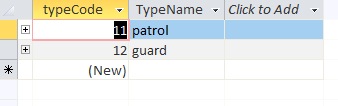 typeCode TypeName Click to Add
11 patrol
12 guard
(New)